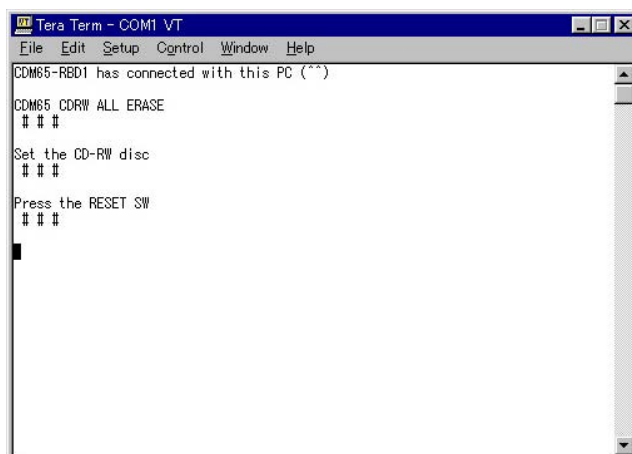 Tera Term - COM1 VT
File Edit Setup Control Window Help
CDM65-RBD1 has connected with this PC (^^)
CDM65 CDRW ALL ERASE
# # #
Set the CD-RW disc
# # #
Press the RESET SW
# # #